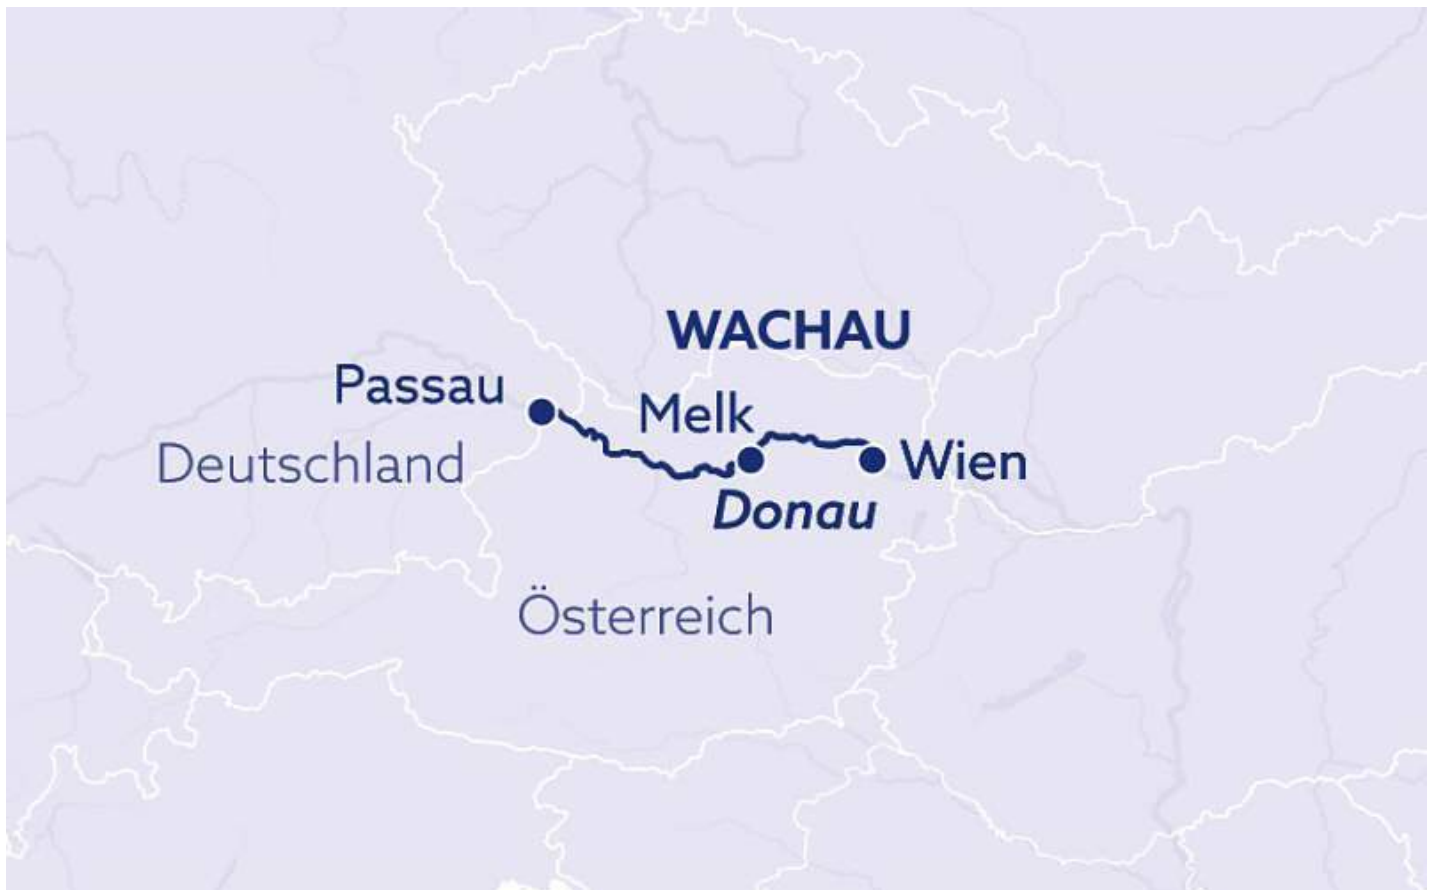 WACHAU
Passau
Melk
Deutschland
Wien
Donau
Österreich